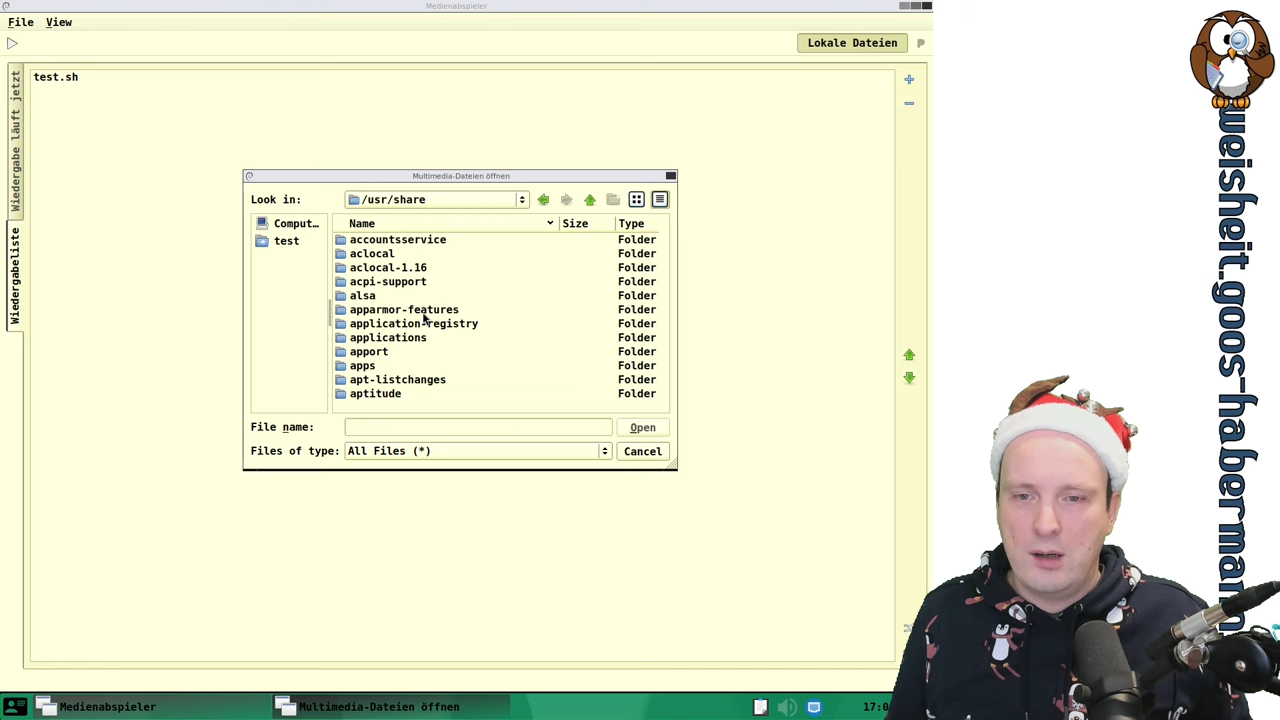 Medienabspieler
File View
Lokale Dateien
Wiedergabe läuft jetzt
Wiedergabeliste
test.sh
Multimedia-Dateien öffnen
Look in: /usr/share
Comput...
test
Name Size Type
accountsservice Folder
aclocal Folder
aclocal-1.16 Folder
acpi-support Folder
alsa Folder
apparmor-features Folder
application-registry Folder
applications Folder
apport Folder
apps Folder
apt-listchanges Folder
aptitude Folder
File name: Open
Files of type: All Files (*) Cancel
weisheit.goos-habermann
Medienabspieler Multimedia-Dateien öffnen